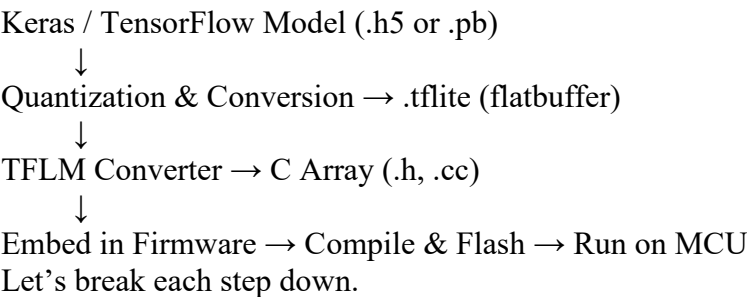 Keras / TensorFlow Model (.h5 or .pb)
↓
Quantization & Conversion → .tflite (flatbuffer)
↓
TFLM Converter → C Array (.h, .cc)
↓
Embed in Firmware → Compile & Flash → Run on MCU
Let’s break each step down.